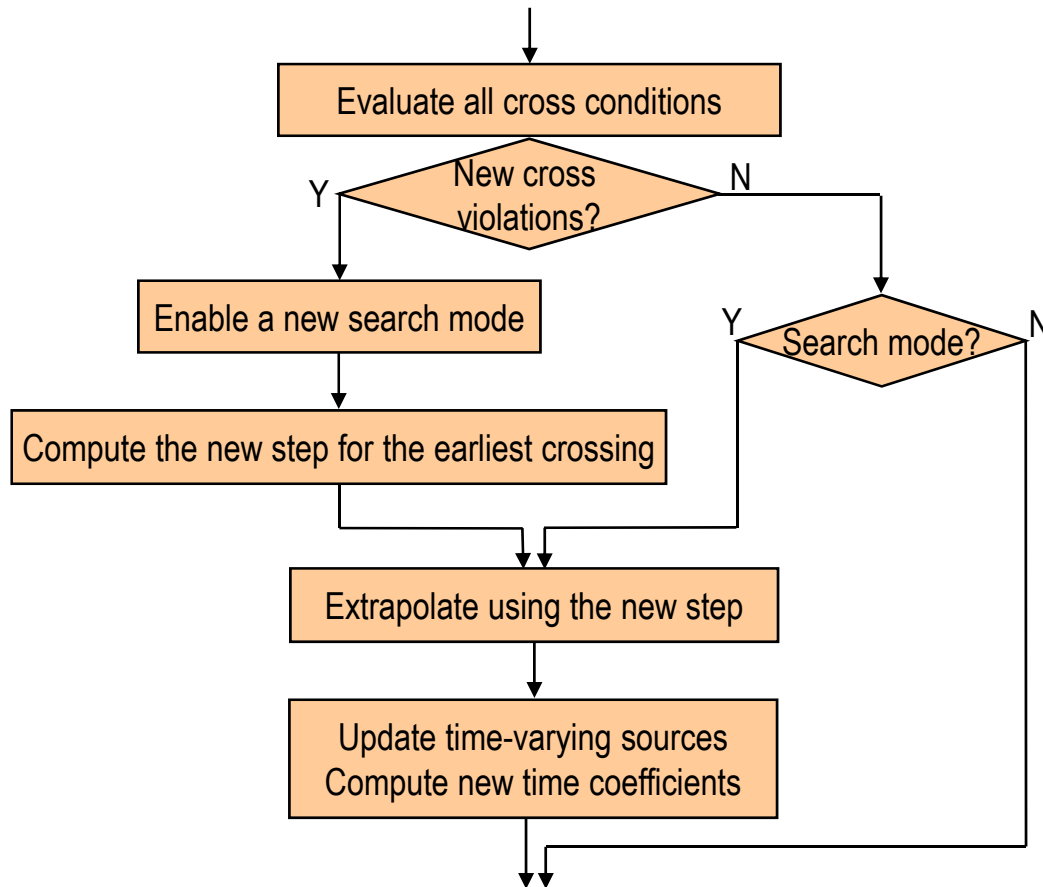 Evaluate all cross conditions
New cross
violations?
Y
N
Enable a new search mode
Search mode?
Y
N
Compute the new step for the earliest crossing
Extrapolate using the new step
Update time-varying sources
Compute new time coefficients